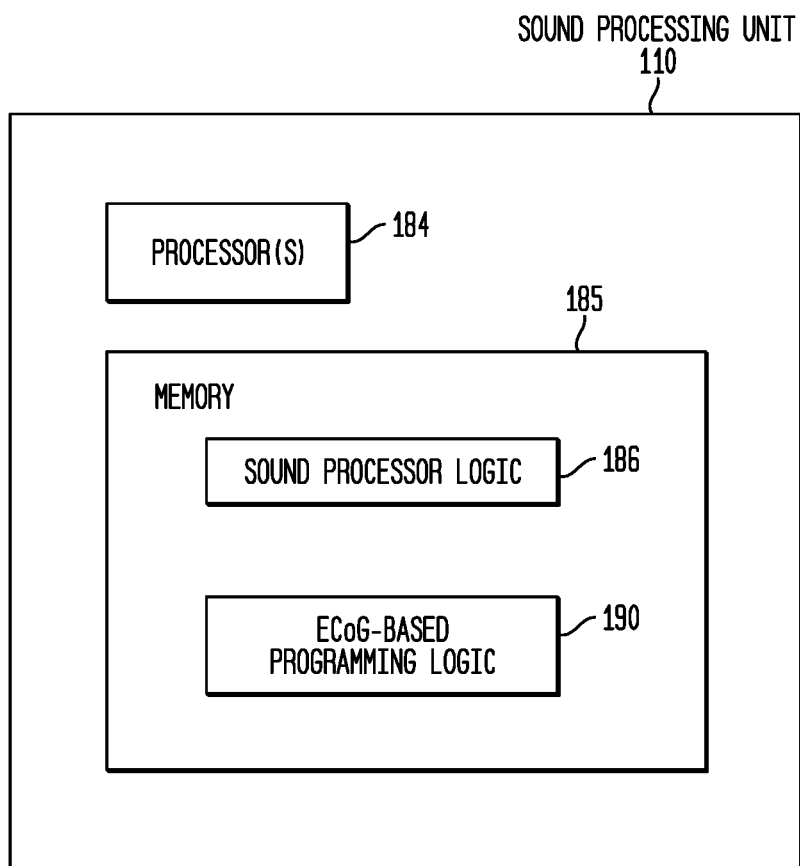 SOUND PROCESSING UNIT
110
PROCESSOR(S)
184
185
MEMORY
SOUND PROCESSOR LOGIC
186
ECoG-BASED
PROGRAMMING LOGIC
190